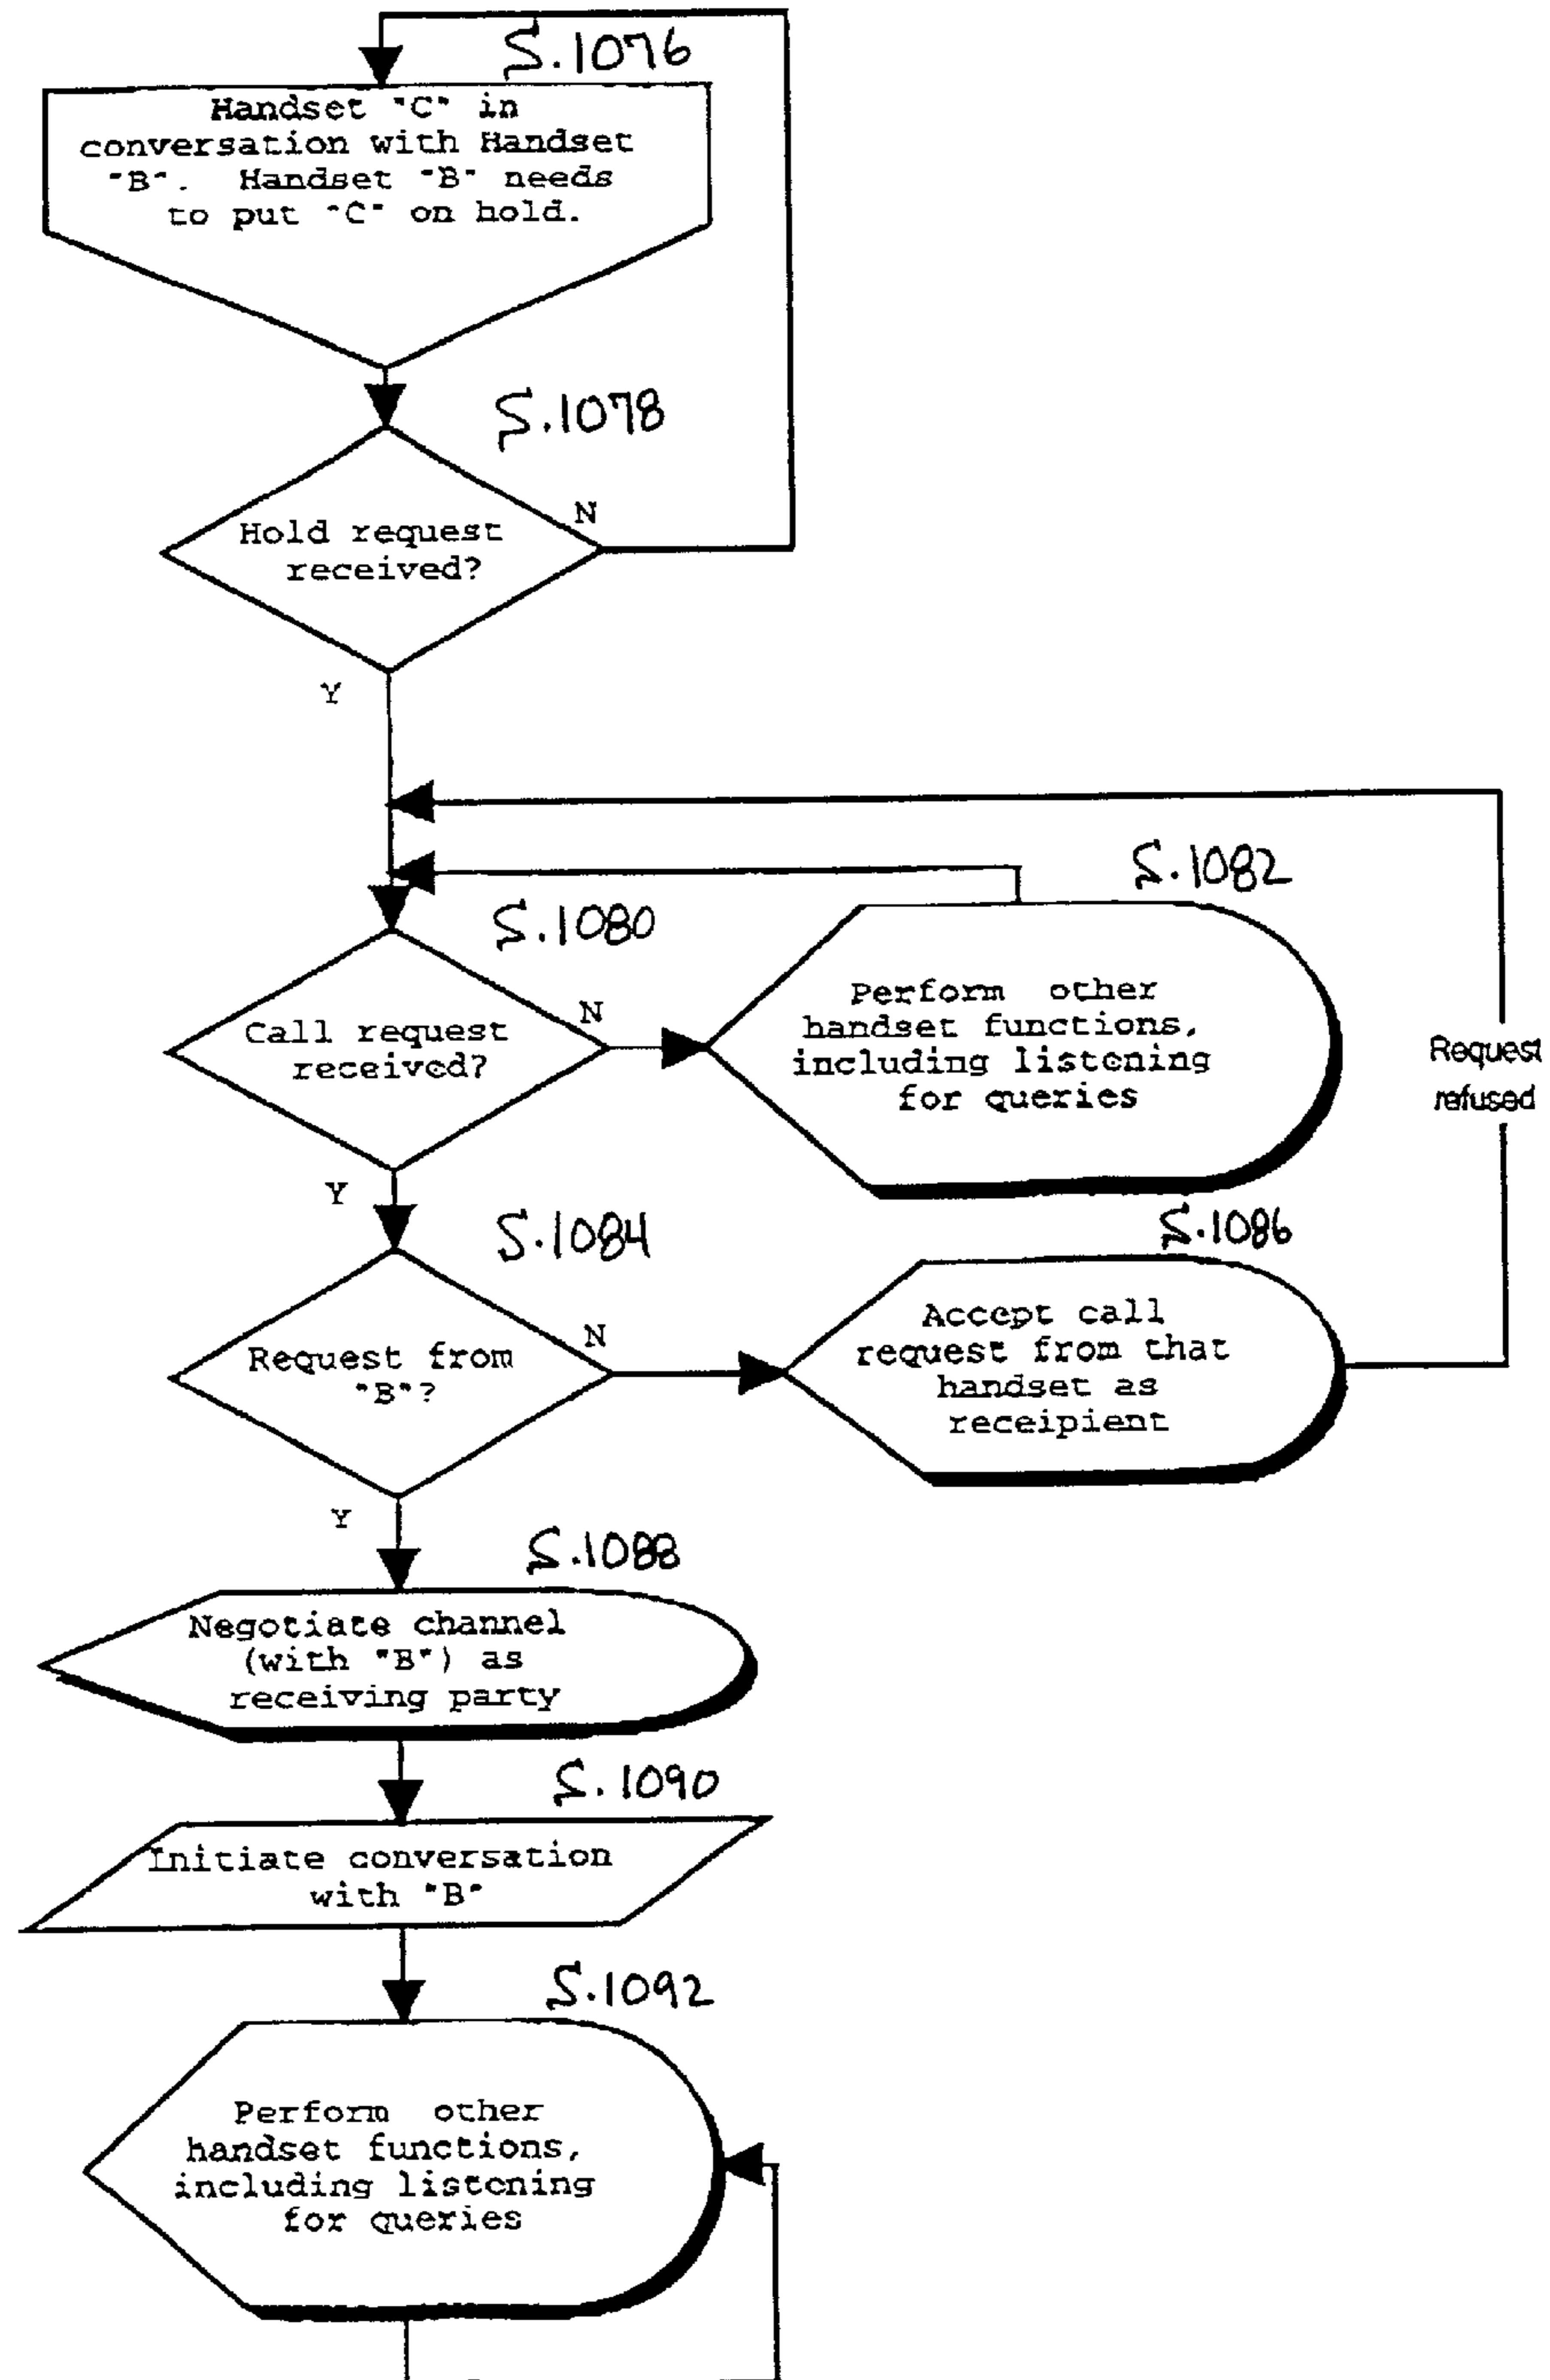 S.1076
Handset "C" in
conversation with Handset
"B". Handset "B" needs
to put "C" on hold.
S.1078
N
Hold request
received?
Y
S.1082
S.1080
Perform other
handset functions,
including listening
for queries
N
Call request
received?
Request
refused
Y
S.1084
S.1086
Accept call
request from that
handset as
receipient
N
Request from
"B"?
Y
S.1088
Negotiate channel
(with "B") as
receiving party
S.1090
Initiate conversation
with "B"
S.1092
Perform other
handset functions,
including listening
for queries